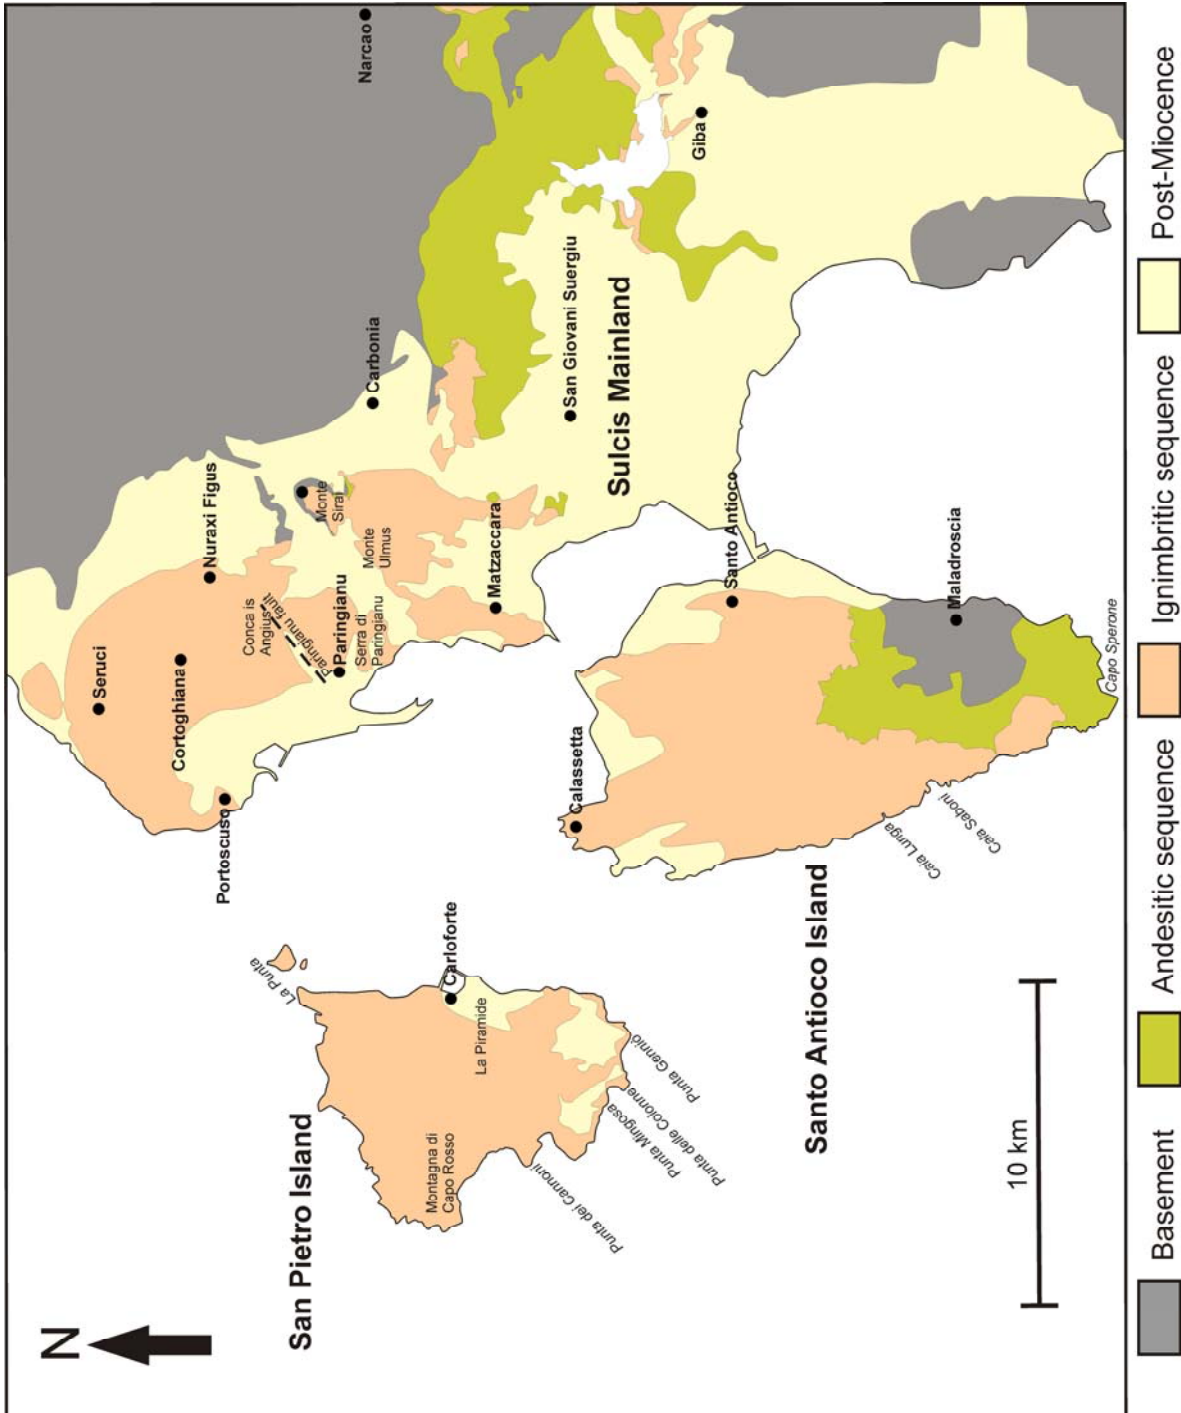 N
Narcao
Seruci
Nuraxi Figus
Cortoghiana
Portoscuso
Carbonia
Conca is
Angius
Paringianu fault
Monte
Sirai
Monte
Ulmus
Paringianu
Serra di
Paringianu
Matzaccara
San Giovani Suergiu
Sulcis Mainland
Giba
San Pietro Island
La Punta
Carloforte
La Piramide
Montagna di
Capo Rosso
Punta dei Cannoni
Punta Mingosa
Punta delle Colonne
Punta Genniò
Calassetta
Santo Antioco
Maladroscia
Capo Sperone
Cala Saboni
Cala Lunga
Santo Antioco Island
10 km
Basement
Andesitic sequence
Ignimbritic sequence
Post-Miocence